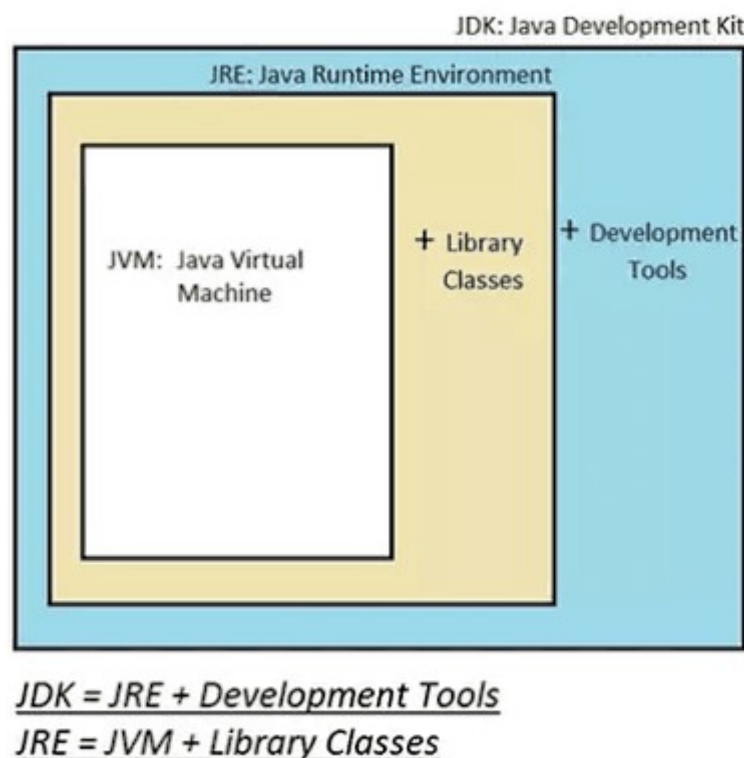 JDK: Java Development Kit
JRE: Java Runtime Environment
JVM: Java Virtual
Machine
+ Library
Classes
+ Development
Tools
JDK = JRE + Development Tools
JRE = JVM + Library Classes